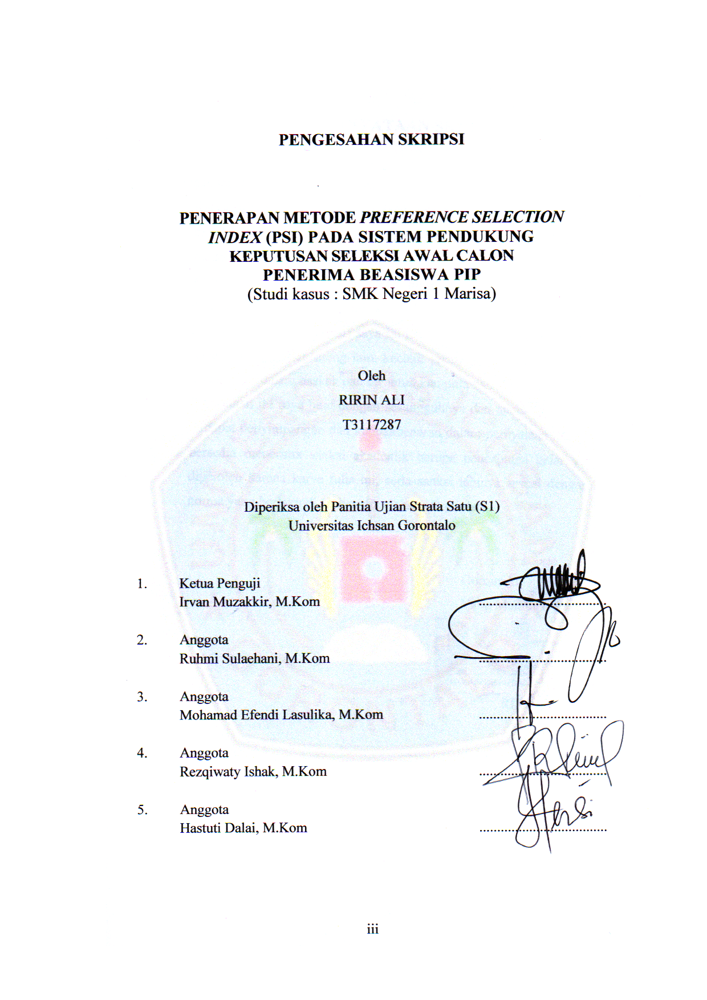 PENGESAHAN SKRIPSI
PENERAPAN METODE PREFERENCE SELECTION
INDEX (PSI) PADA SISTEM PENDUKUNG
KEPUTUSAN SELEKSI AWAL CALON
PENERIMA BEASISWA PIP
(Studi kasus : SMK Negeri 1 Marisa)
Oleh
RIRIN ALI
T3117287
Diperiksa oleh Panitia Ujian Strata Satu (S1)
Universitas Ichsan Gorontalo
1. Ketua Penguji
Irvan Muzakkir, M.Kom ....................................
2. Anggota
Ruhmi Sulaehani, M.Kom ....................................
3. Anggota
Mohamad Efendi Lasulika, M.Kom ....................................
4. Anggota
Rezqiwaty Ishak, M.Kom ....................................
5. Anggota
Hastuti Dalai, M.Kom ....................................
iii